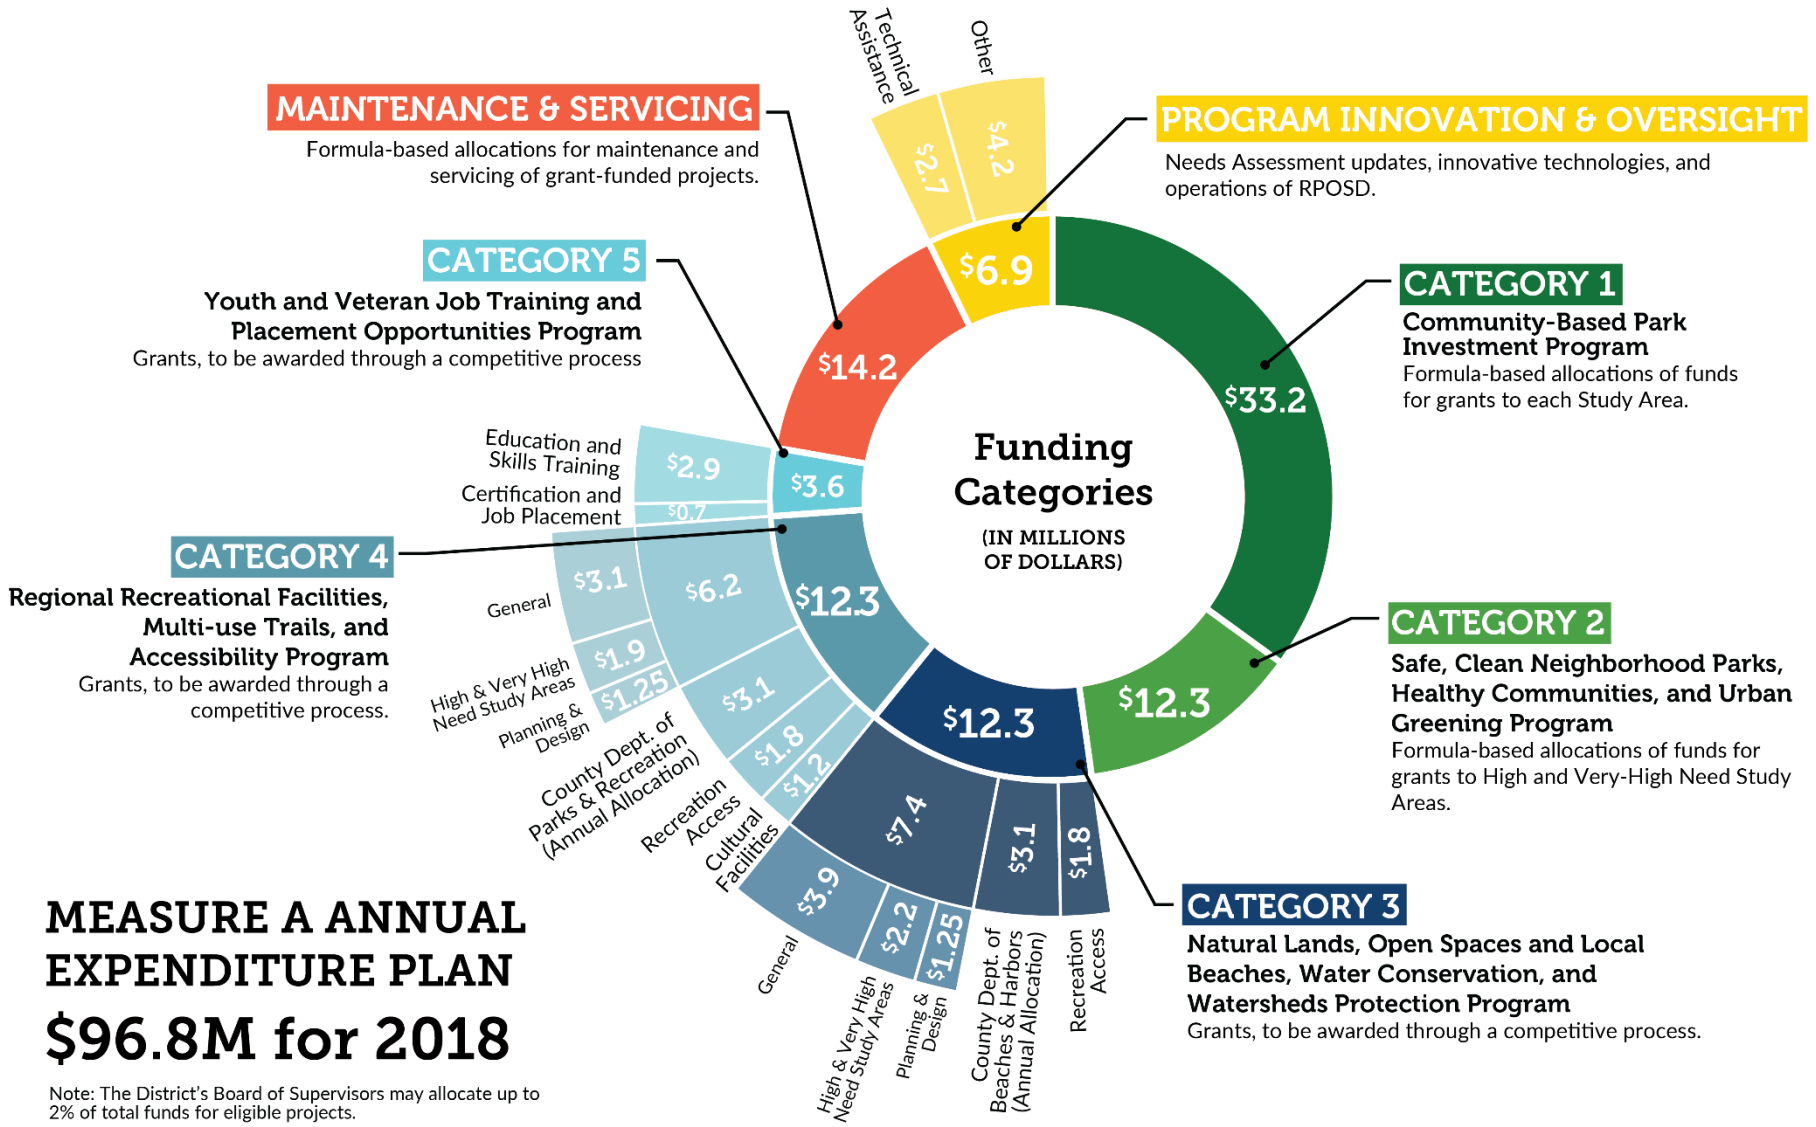 Technical
Assistance
Other
$2.7
$4.2
MAINTENANCE & SERVICING
Formula-based allocations for maintenance and
servicing of grant-funded projects.
PROGRAM INNOVATION & OVERSIGHT
Needs Assessment updates, innovative technologies, and
operations of RPOSD.
$6.9
CATEGORY 5
Youth and Veteran Job Training and
Placement Opportunities Program
Grants, to be awarded through a competitive process
$14.2
CATEGORY 1
Community-Based Park
Investment Program
Formula-based allocations of funds
for grants to each Study Area.
$33.2
Funding
Categories
(IN MILLIONS
OF DOLLARS)
Education and
Skills Training
$2.9
$3.6
Certification and
Job Placement
$0.7
CATEGORY 4
Regional Recreational Facilities,
Multi-use Trails, and
Accessibility Program
Grants, to be awarded through a
competitive process.
General
$3.1
$6.2
$12.3
High & Very High
Need Study Areas
$1.9
Planning &
Design
$1.25
County Dept. of
Parks & Recreation
(Annual Allocation)
$3.1
Recreation
Access
$1.8
Cultural
Facilities
$1.2
CATEGORY 2
Safe, Clean Neighborhood Parks,
Healthy Communities, and Urban
Greening Program
Formula-based allocations of funds for
grants to High and Very-High Need Study
Areas.
$12.3
$12.3
$7.4
$3.1
$1.8
$3.9
$2.2
$1.25
General
High & Very High
Need Study Areas
Planning &
Design
County Dept. of
Beaches & Harbors
(Annual Allocation)
Recreation
Access
CATEGORY 3
Natural Lands, Open Spaces and Local
Beaches, Water Conservation, and
Watersheds Protection Program
Grants, to be awarded through a competitive process.
MEASURE A ANNUAL
EXPENDITURE PLAN
$96.8M for 2018
Note: The District's Board of Supervisors may allocate up to
2% of total funds for eligible projects.